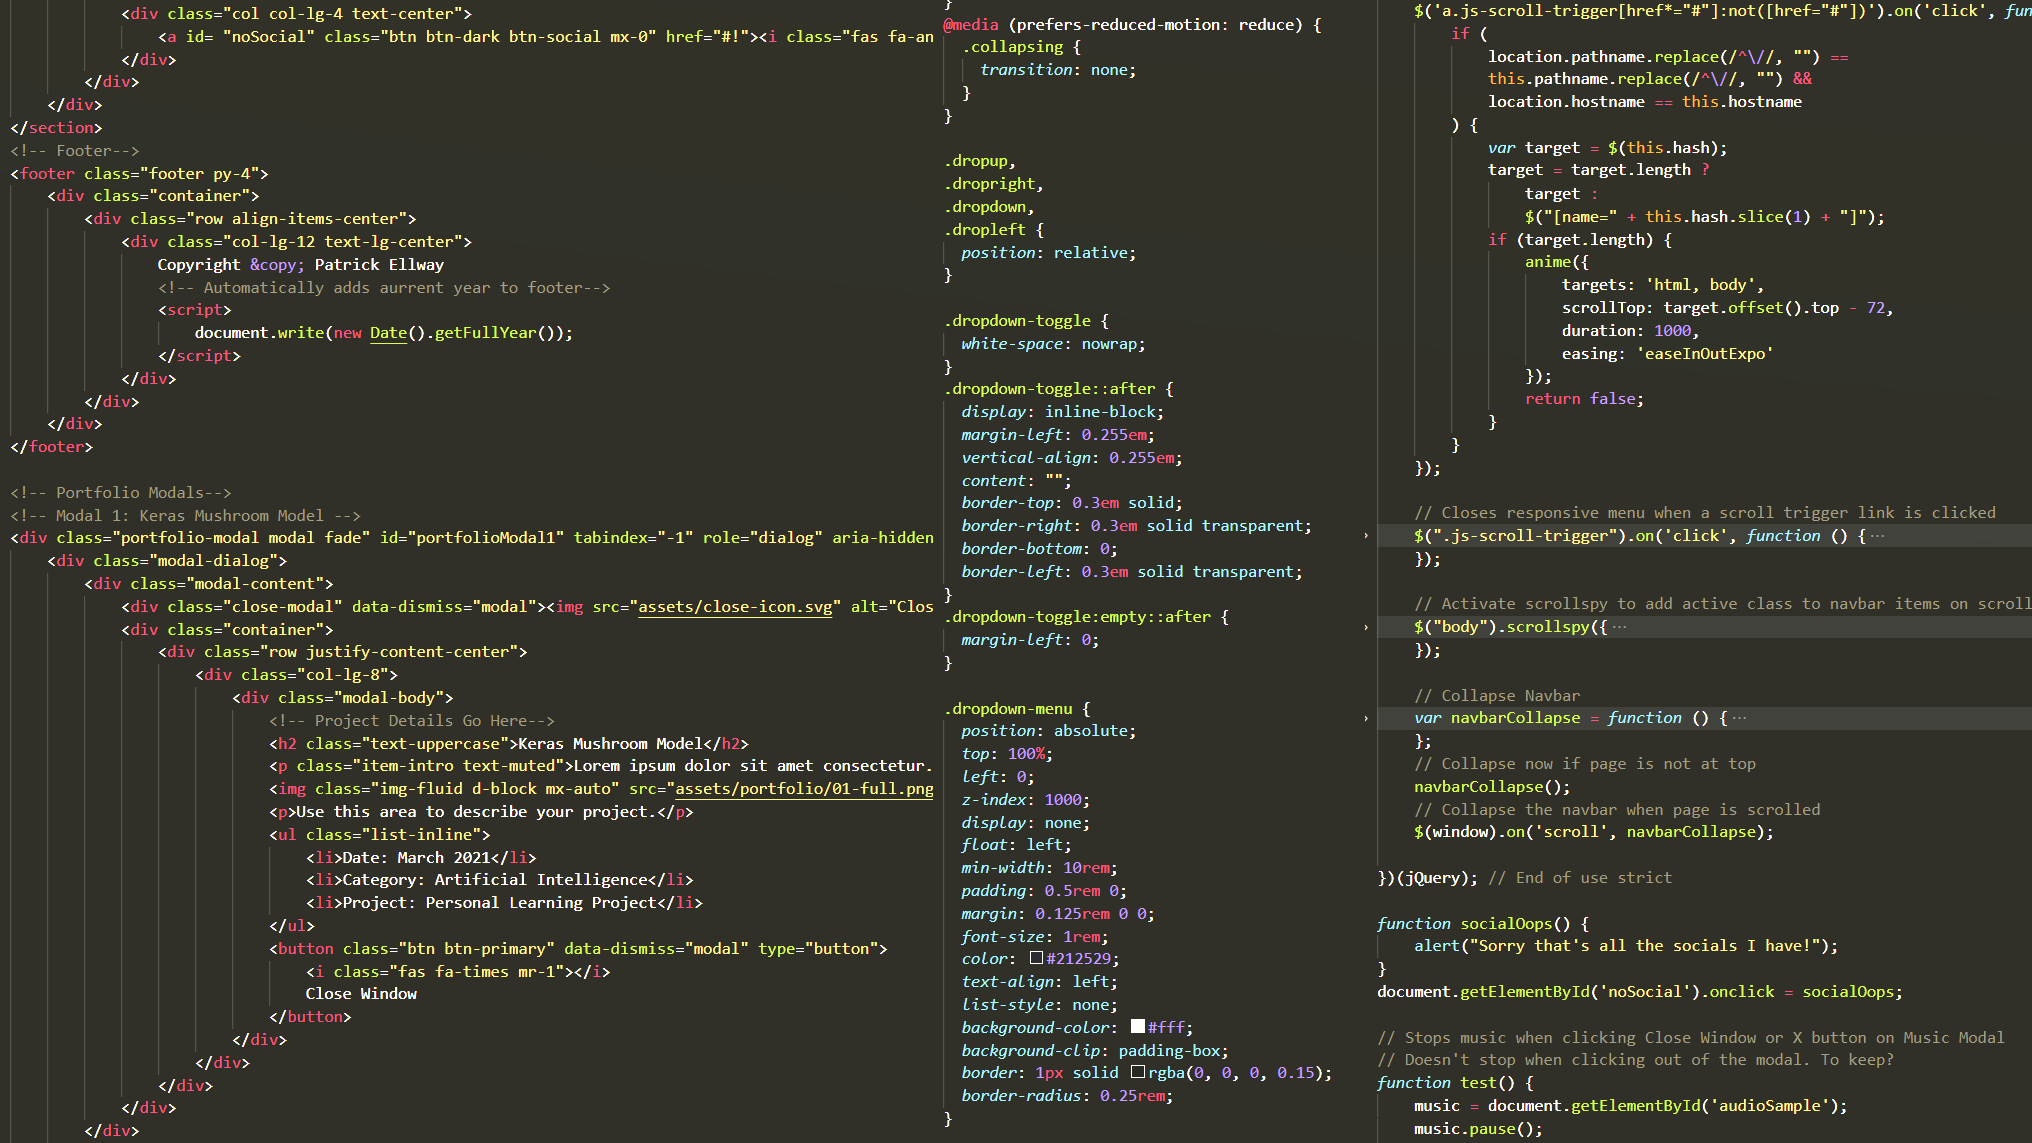 <div class="col col-lg-4 text-center">
<a id= "noSocial" class="btn btn-dark btn-social mx-0" href="#!"><i class="fas fa-an
</div>
</div>
</div>
</section>
<!-- Footer-->
<footer class="footer py-4">
<div class="container">
<div class="row align-items-center">
<div class="col-lg-12 text-lg-center">
Copyright &copy; Patrick Ellway
<!-- Automatically adds aurrent year to footer-->
<script>
document.write(new Date().getFullYear());
</script>
</div>
</div>
</div>
</footer>
<!-- Portfolio Modals-->
<!-- Modal 1: Keras Mushroom Model -->
<div class="portfolio-modal modal fade" id="portfolioModal1" tabindex="-1" role="dialog" aria-hidden
<div class="modal-dialog">
<div class="modal-content">
<div class="close-modal" data-dismiss="modal"><img src="assets/close-icon.svg" alt="Clos
<div class="container">
<div class="row justify-content-center">
<div class="col-lg-8">
<div class="modal-body">
<!-- Project Details Go Here-->
<h2 class="text-uppercase">Keras Mushroom Model</h2>
<p class="item-intro text-muted">Lorem ipsum dolor sit amet consectetur.
<img class="img-fluid d-block mx-auto" src="assets/portfolio/01-full.png
<p>Use this area to describe your project.</p>
<ul class="list-inline">
<li>Date: March 2021</li>
<li>Category: Artificial Intelligence</li>
<li>Project: Personal Learning Project</li>
</ul>
<button class="btn btn-primary" data-dismiss="modal" type="button">
<i class="fas fa-times mr-1"></i>
Close Window
</button>
</div>
</div>
</div>
</div>
</div>
}
@media (prefers-reduced-motion: reduce) {
.collapsing {
transition: none;
}
}
.dropup,
.dropright,
.dropdown,
.dropleft {
position: relative;
}
.dropdown-toggle {
white-space: nowrap;
}
.dropdown-toggle::after {
display: inline-block;
margin-left: 0.255em;
vertical-align: 0.255em;
content: "";
border-top: 0.3em solid;
border-right: 0.3em solid transparent;
border-bottom: 0;
border-left: 0.3em solid transparent;
}
.dropdown-toggle:empty::after {
margin-left: 0;
}
.dropdown-menu {
position: absolute;
top: 100%;
left: 0;
z-index: 1000;
display: none;
float: left;
min-width: 10rem;
padding: 0.5rem 0;
margin: 0.125rem 0 0;
font-size: 1rem;
color: #212529;
text-align: left;
list-style: none;
background-color: #fff;
background-clip: padding-box;
border: 1px solid rgba(0, 0, 0, 0.15);
border-radius: 0.25rem;
}
$('a.js-scroll-trigger[href*="#"]:not([href="#"])').on('click', fun
if (
location.pathname.replace(/^\//, "") ==
this.pathname.replace(/^\//, "") &&
location.hostname == this.hostname
) {
var target = $(this.hash);
target = target.length ?
target :
$("[name=" + this.hash.slice(1) + "]");
if (target.length) {
anime({
targets: 'html, body',
scrollTop: target.offset().top - 72,
duration: 1000,
easing: 'easeInOutExpo'
});
return false;
}
}
});
// Closes responsive menu when a scroll trigger link is clicked
$(".js-scroll-trigger").on('click', function () {···
});
// Activate scrollspy to add active class to navbar items on scroll
$("body").scrollspy({···
});
// Collapse Navbar
var navbarCollapse = function () {···
};
// Collapse now if page is not at top
navbarCollapse();
// Collapse the navbar when page is scrolled
$(window).on('scroll', navbarCollapse);
})(jQuery); // End of use strict
function socialOops() {
alert("Sorry that's all the socials I have!");
}
document.getElementById('noSocial').onclick = socialOops;
// Stops music when clicking Close Window or X button on Music Modal
// Doesn't stop when clicking out of the modal. To keep?
function test() {
music = document.getElementById('audioSample');
music.pause();